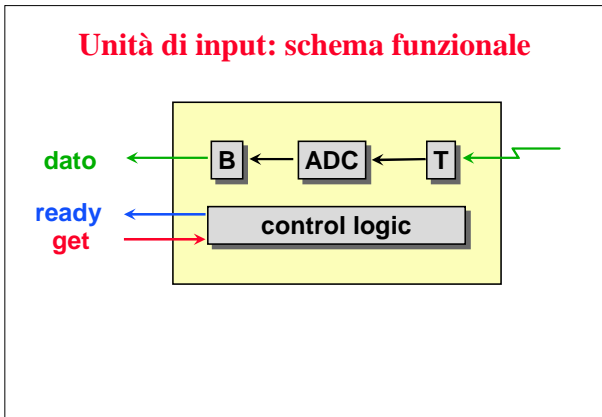 Unità di input: schema funzionale
dato
B
ADC
T
ready
get
control logic